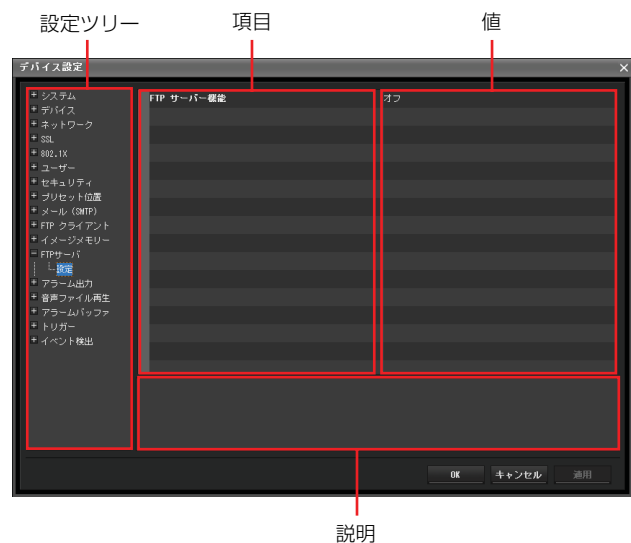 設定ツリー
項目
値
デバイス設定
システム
デバイス
ネットワーク
SSL
802.1X
ユーザー
セキュリティ
プリセット位置
メール (SMTP)
FTP クライアント
イメージメモリー
FTPサーバ
設定
アラーム出力
音声ファイル再生
アラームバッファ
トリガー
イベント検出
FTP サーバー機能
オフ
OK
キャンセル
適用
説明